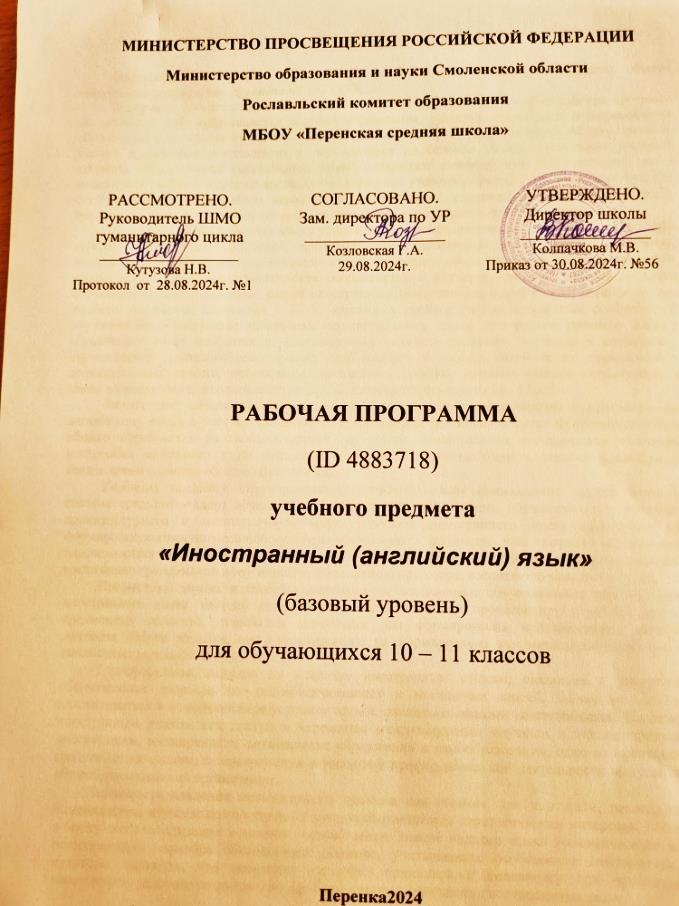 МИНИСТЕРСТВО ПРОСВЕЩЕНИЯ РОССИЙСКОЙ ФЕДЕРАЦИИ
Министерство образования и науки Смоленской области
Рославльский комитет образования
МБОУ «Перенская средняя школа»
РАССМОТРЕНО.
Руководитель ШМО
гуманитарного цикла
Кутузова Н.В.
Протокол от 28.08.2024г. №1
СОГЛАСОВАНО.
Зам. директора по УР
Козловская Г.А.
29.08.2024г.
УТВЕРЖДЕНО.
Директор школы
Колпачкова М.В.
Приказ от 30.08.2024г. №56
РАБОЧАЯ ПРОГРАММА
(ID 4883718)
учебного предмета
«Иностранный (английский) язык»
(базовый уровень)
для обучающихся 10 – 11 классов
Перенка2024